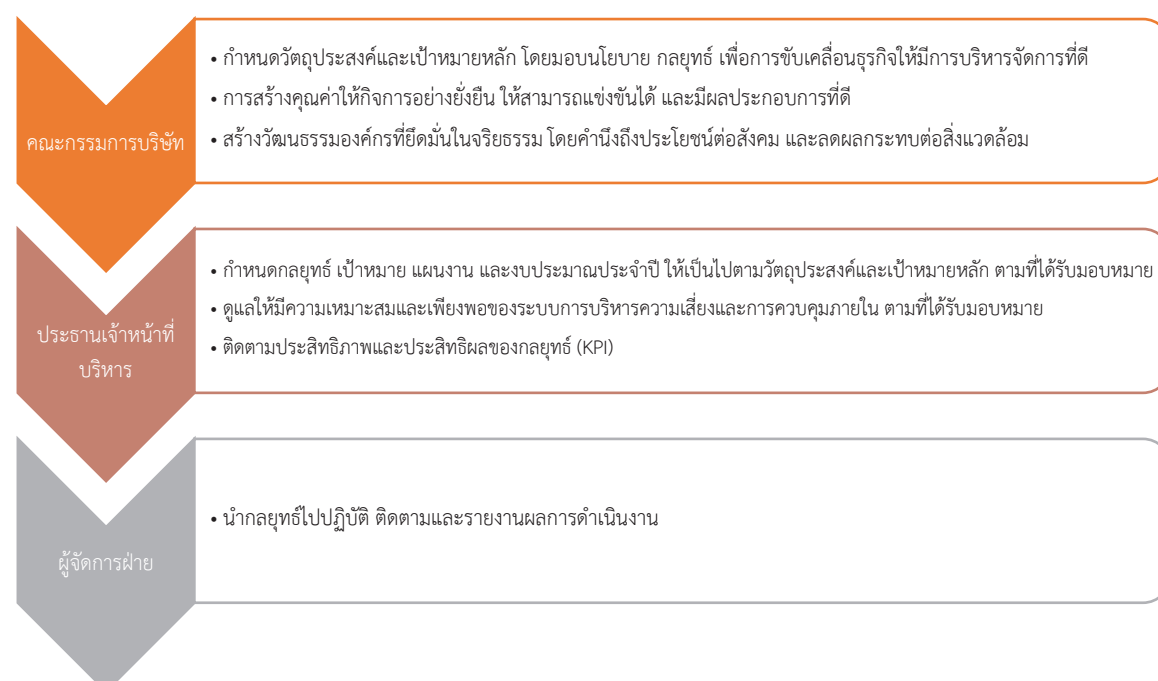 คณะกรรมการบริษัท
• กำหนดวัตถุประสงค์และเป้าหมายหลัก โดยมอบนโยบาย กลยุทธ์ เพื่อการขับเคลื่อนธุรกิจให้มีการบริหารจัดการที่ดี
• การสร้างคุณค่าให้กิจการอย่างยั่งยืน ให้สามารถแข่งขันได้ และมีผลประกอบการที่ดี
• สร้างวัฒนธรรมองค์กรที่ยึดมั่นในจริยธรรม โดยคำนึงถึงประโยชน์ต่อสังคม และลดผลกระทบต่อสิ่งแวดล้อม
ประธานเจ้าหน้าที่
บริหาร
• กำหนดกลยุทธ์ เป้าหมาย แผนงาน และงบประมาณประจำปี ให้เป็นไปตามวัตถุประสงค์และเป้าหมายหลัก ตามที่ได้รับมอบหมาย
• ดูแลให้มีความเหมาะสมและเพียงพอของระบบการบริหารความเสี่ยงและการควบคุมภายใน ตามที่ได้รับมอบหมาย
• ติดตามประสิทธิภาพและประสิทธิผลของกลยุทธ์ (KPI)
ผู้จัดการฝ่าย
• นำกลยุทธ์ไปปฏิบัติ ติดตามและรายงานผลการดำเนินงาน